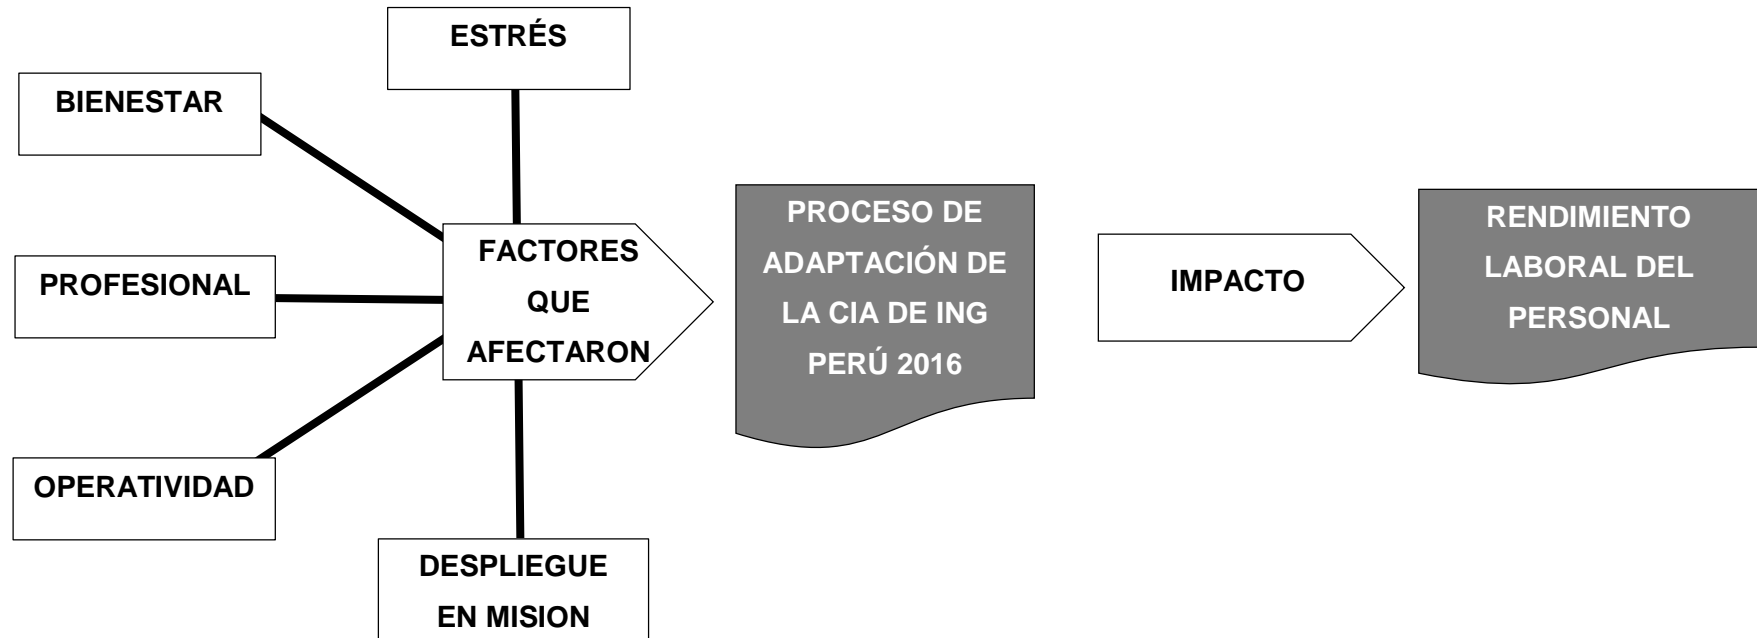 ESTRÉS
BIENESTAR
PROFESIONAL
OPERATIVIDAD
DESPLIEGUE
EN MISION
FACTORES
QUE
AFECTARON
PROCESO DE
ADAPTACIÓN DE
LA CIA DE ING
PERÚ 2016
IMPACTO
RENDIMIENTO
LABORAL DEL
PERSONAL